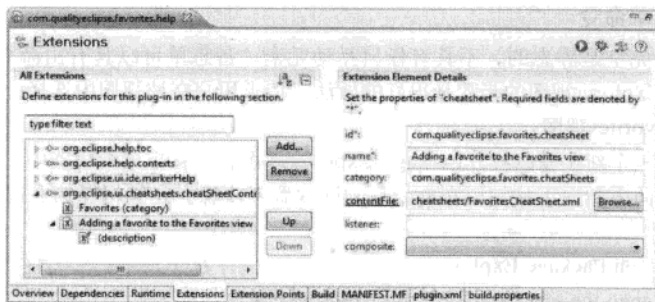 com.qualityeclipse.favorites.help
Extensions
All Extensions
Define extensions for this plug-in in the following section.
type filter text
org.eclipse.help.toc
org.eclipse.help.contexts
org.eclipse.ui.ide.markerHelp
org.eclipse.ui.cheatsheets.cheatSheetConte
Favorites (category)
Adding a favorite to the Favorites view
(description)
Add...
Remove
Up
Down
Extension Element Details
Set the properties of "cheatsheet". Required fields are denoted by
"*".
id*: com.qualityeclipse.favorites.cheatsheet
name*: Adding a favorite to the Favorites view
category: com.qualityeclipse.favorites.cheatSheets
contentFile: cheatsheets/FavoritesCheatSheet.xml Browse...
listener:
composite:
Overview Dependencies Runtime Extensions Extension Points Build MANIFEST.MF plugin.xml build.properties